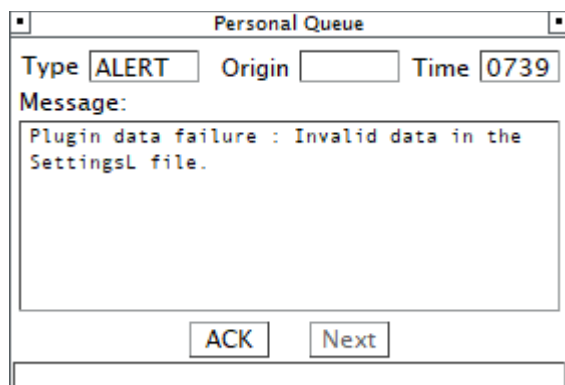 Personal Queue
Type ALERT Origin Time 0739
Message:
Plugin data failure : Invalid data in the
SettingsL file.
ACK Next